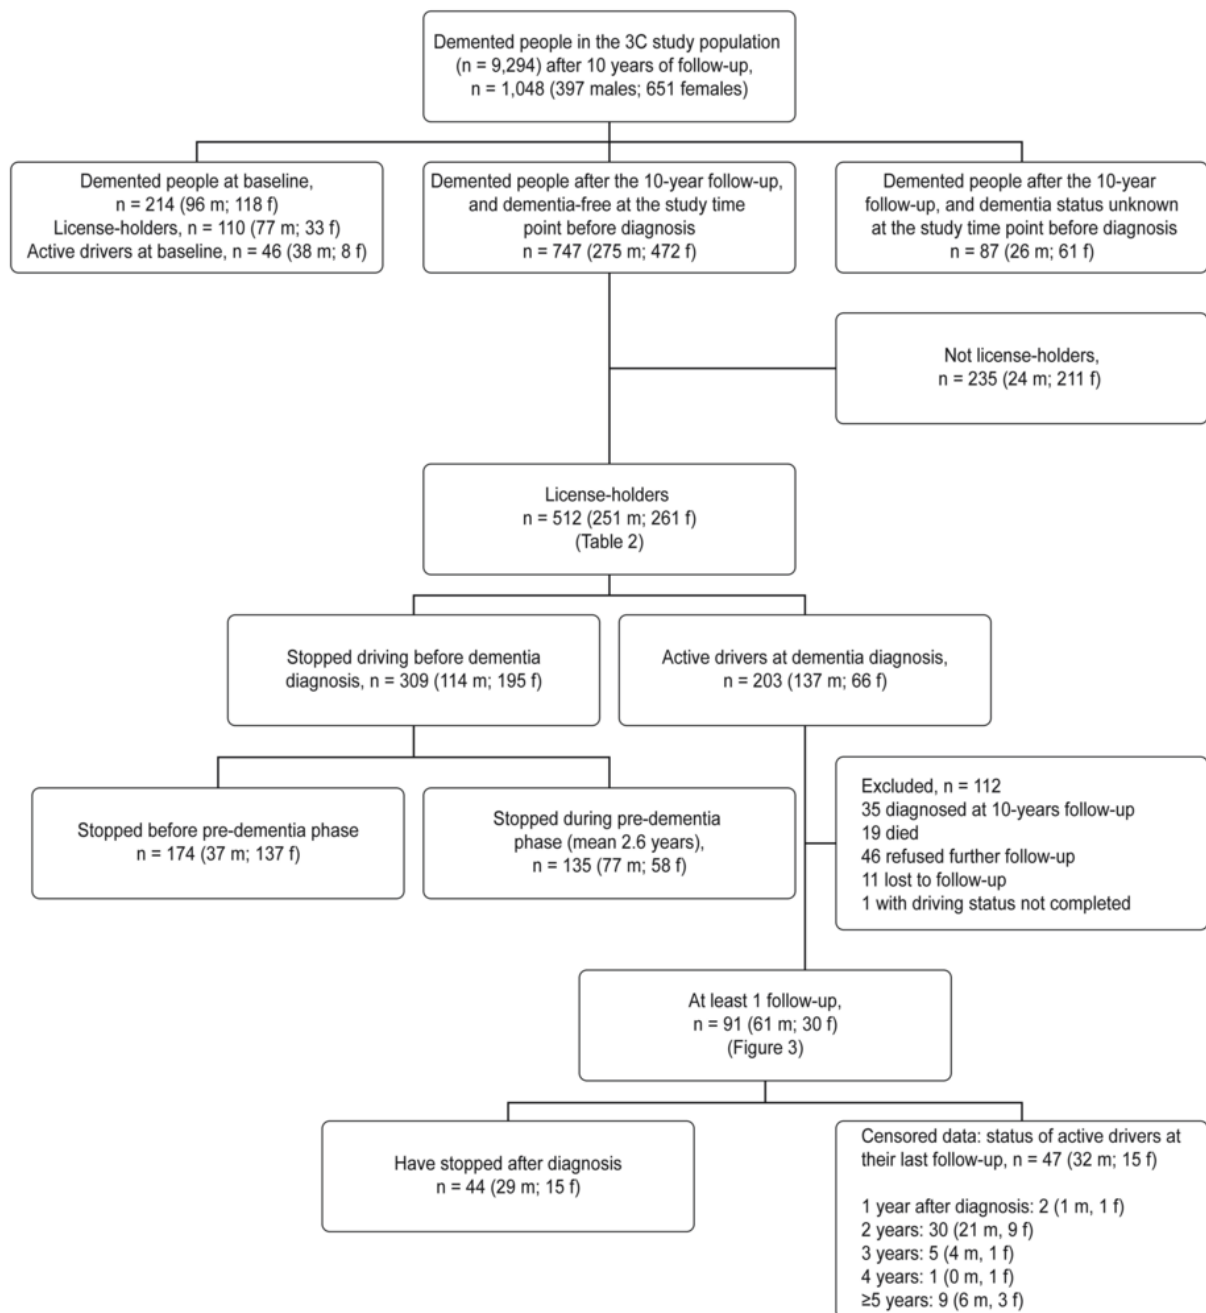 Demented people in the 3C study population
(n = 9,294) after 10 years of follow-up,
n = 1,048 (397 males; 651 females)
Demented people at baseline,
n = 214 (96 m; 118 f)
License-holders, n = 110 (77 m; 33 f)
Active drivers at baseline, n = 46 (38 m; 8 f)
Demented people after the 10-year follow-up,
and dementia-free at the study time
point before diagnosis
n = 747 (275 m; 472 f)
Demented people after the 10-year
follow-up, and dementia status unknown
at the study time point before diagnosis
n = 87 (26 m; 61 f)
Not license-holders,
n = 235 (24 m; 211 f)
License-holders
n = 512 (251 m; 261 f)
(Table 2)
Stopped driving before dementia
diagnosis, n = 309 (114 m; 195 f)
Active drivers at dementia diagnosis,
n = 203 (137 m; 66 f)
Stopped before pre-dementia phase
n = 174 (37 m; 137 f)
Stopped during pre-dementia
phase (mean 2.6 years),
n = 135 (77 m; 58 f)
Excluded, n = 112
35 diagnosed at 10-years follow-up
19 died
46 refused further follow-up
11 lost to follow-up
1 with driving status not completed
At least 1 follow-up,
n = 91 (61 m; 30 f)
(Figure 3)
Have stopped after diagnosis
n = 44 (29 m; 15 f)
Censored data: status of active drivers at
their last follow-up, n = 47 (32 m; 15 f)
1 year after diagnosis: 2 (1 m, 1 f)
2 years: 30 (21 m, 9 f)
3 years: 5 (4 m, 1 f)
4 years: 1 (0 m, 1 f)
≥5 years: 9 (6 m, 3 f)